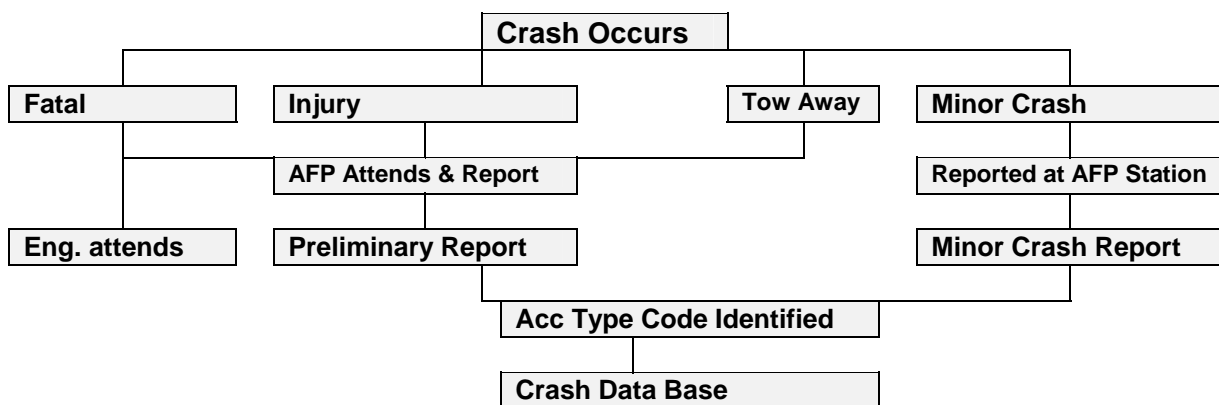 Crash Occurs
Fatal
Injury
Tow Away
Minor Crash
AFP Attends & Report
Reported at AFP Station
Eng. attends
Preliminary Report
Minor Crash Report
Acc Type Code Identified
Crash Data Base